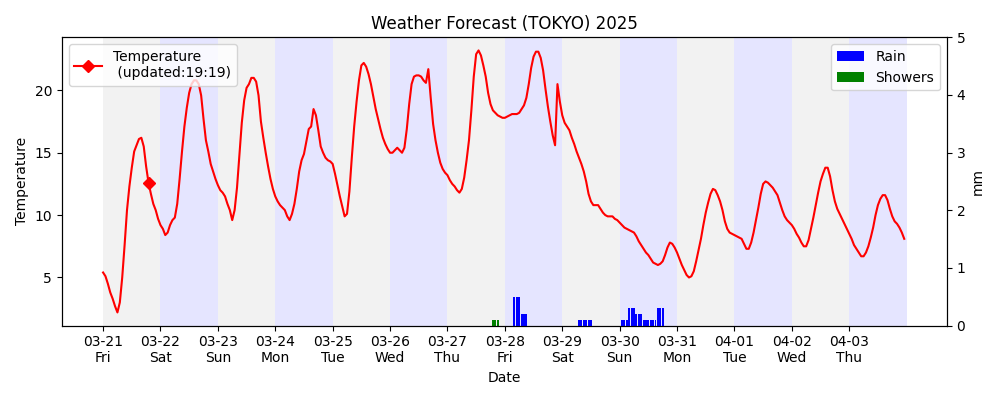 Weather Forecast (TOKYO) 2025
Temperature
(updated:19:19)
Rain
Showers
Temperature
20
15
10
5
5
4
3
2
1
0
mm
03-21 03-22 03-23 03-24 03-25 03-26 03-27 03-28 03-29 03-30 03-31 04-01 04-02 04-03
Fri Sat Sun Mon Tue Wed Thu Fri Sat Sun Mon Tue Wed Thu
Date